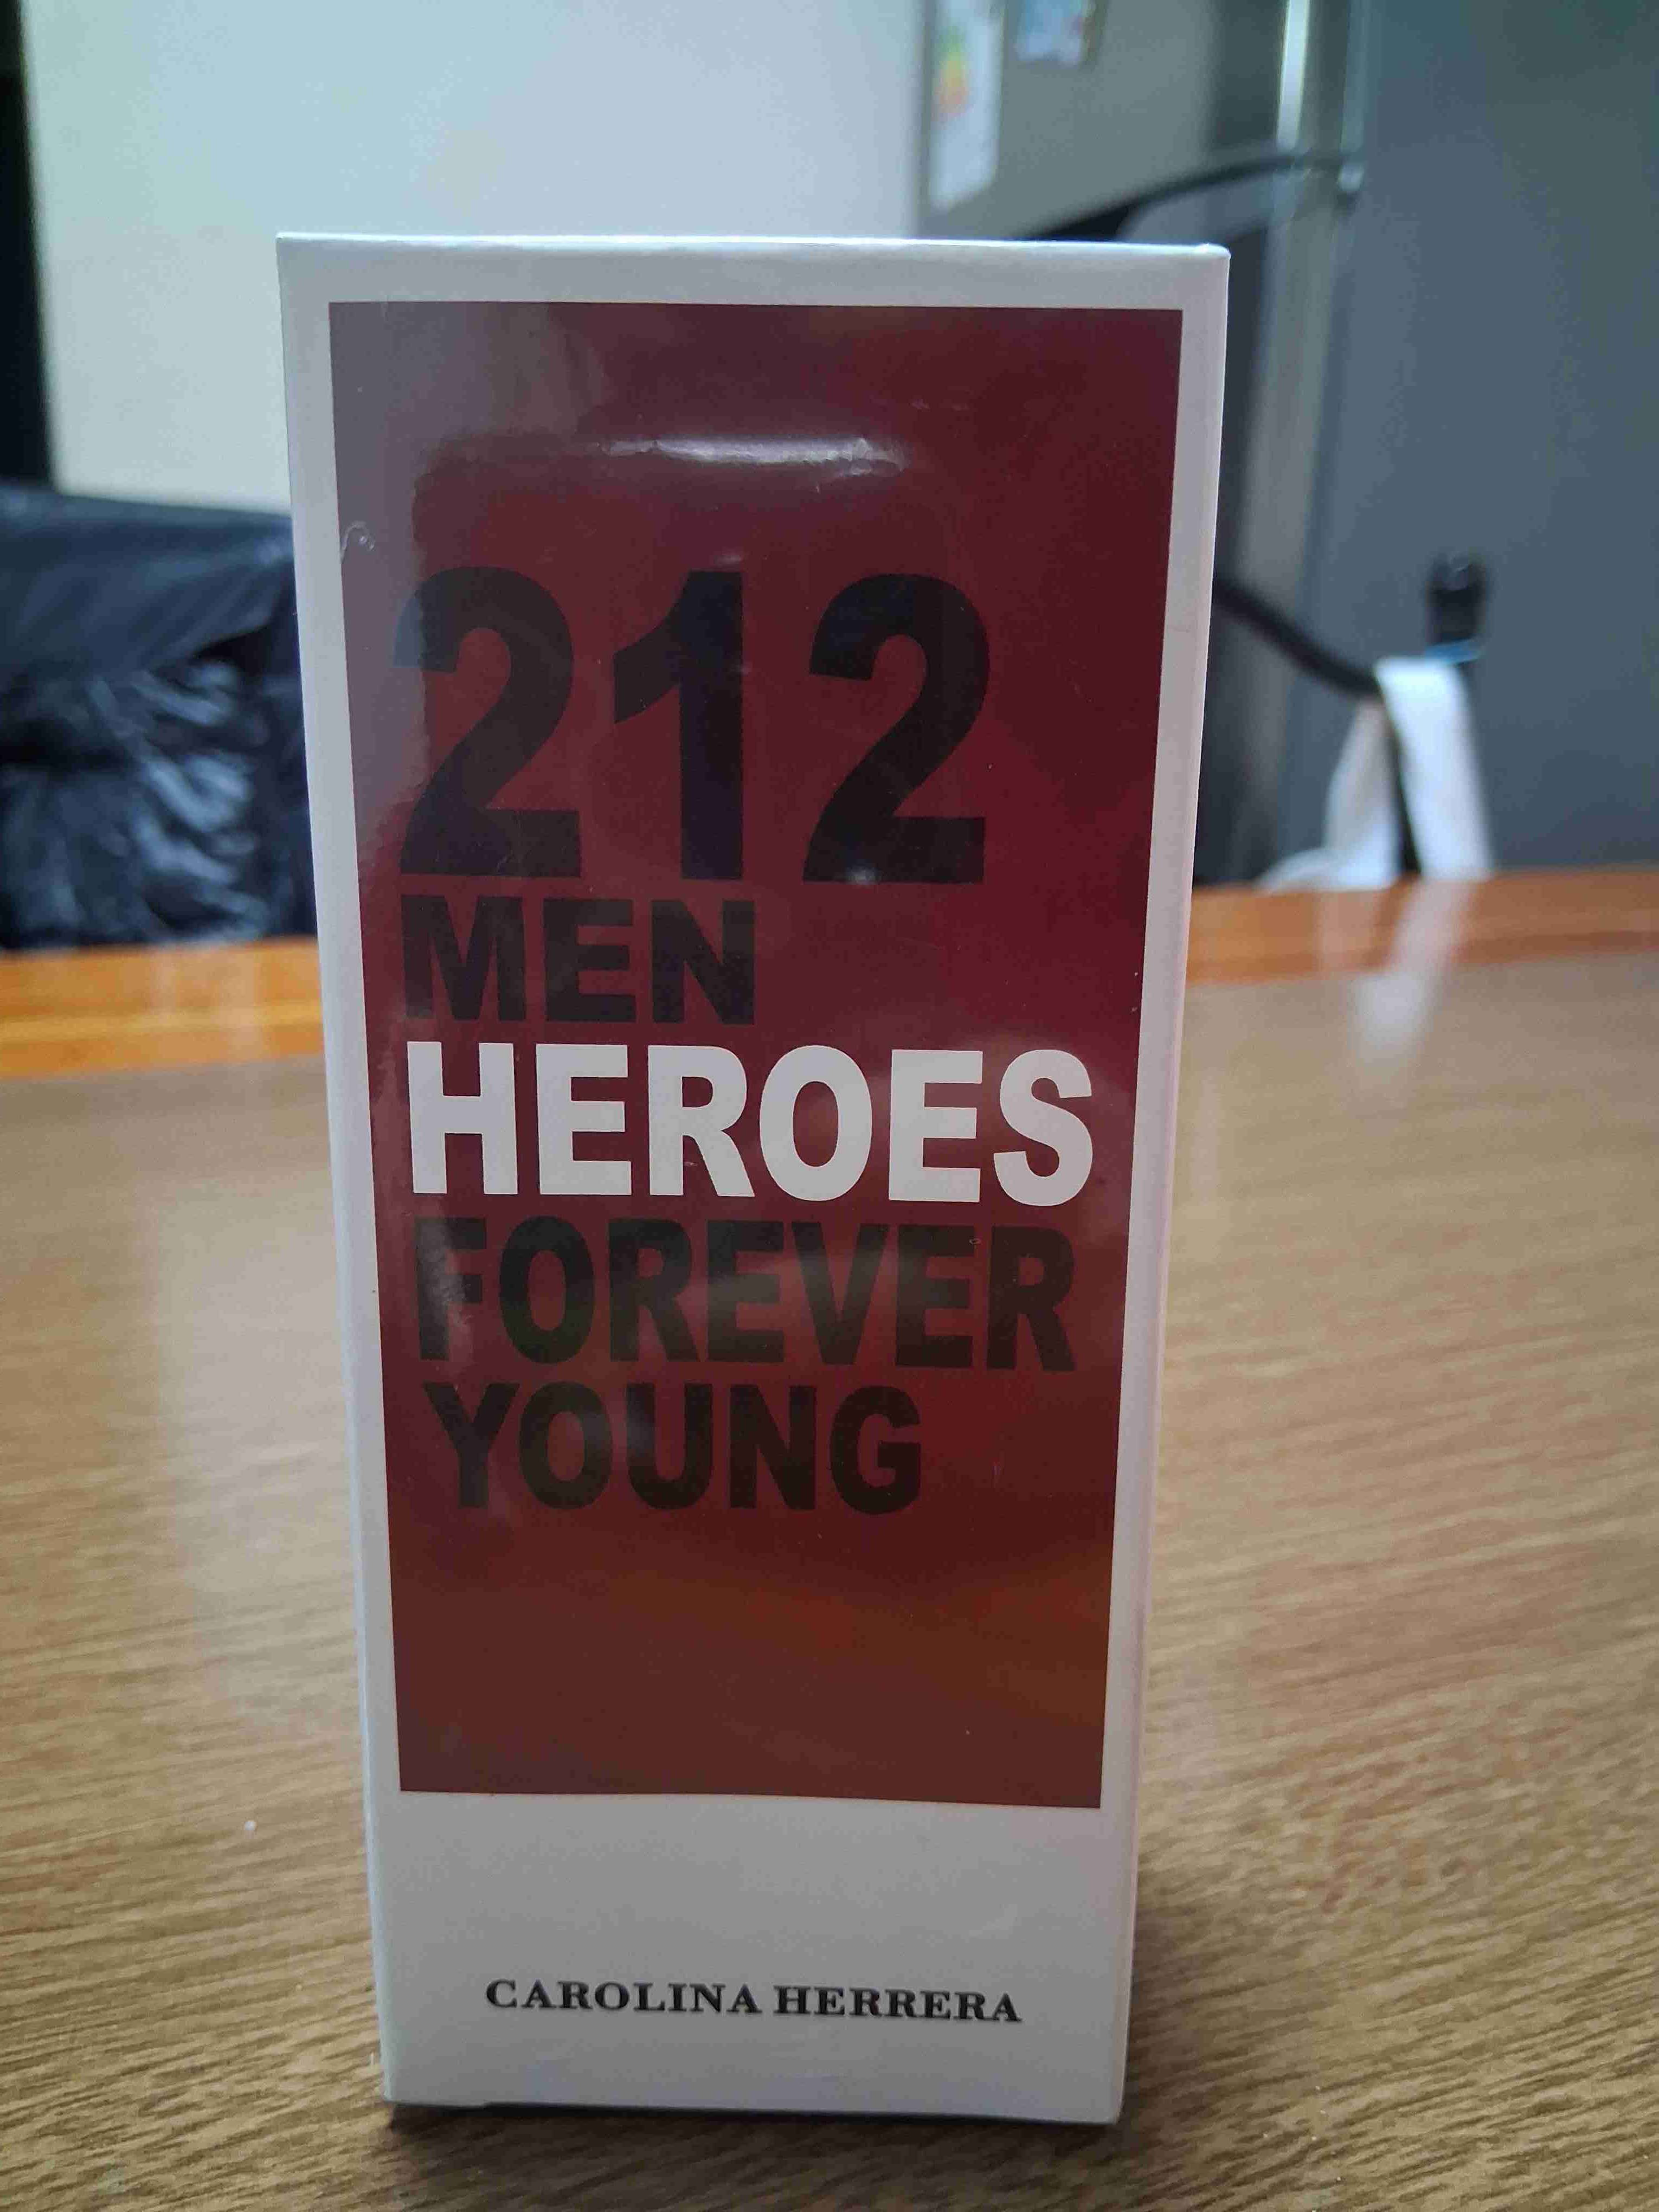 212
MEN
HEROES
FOREVER
YOUNG
CAROLINA HERRERA